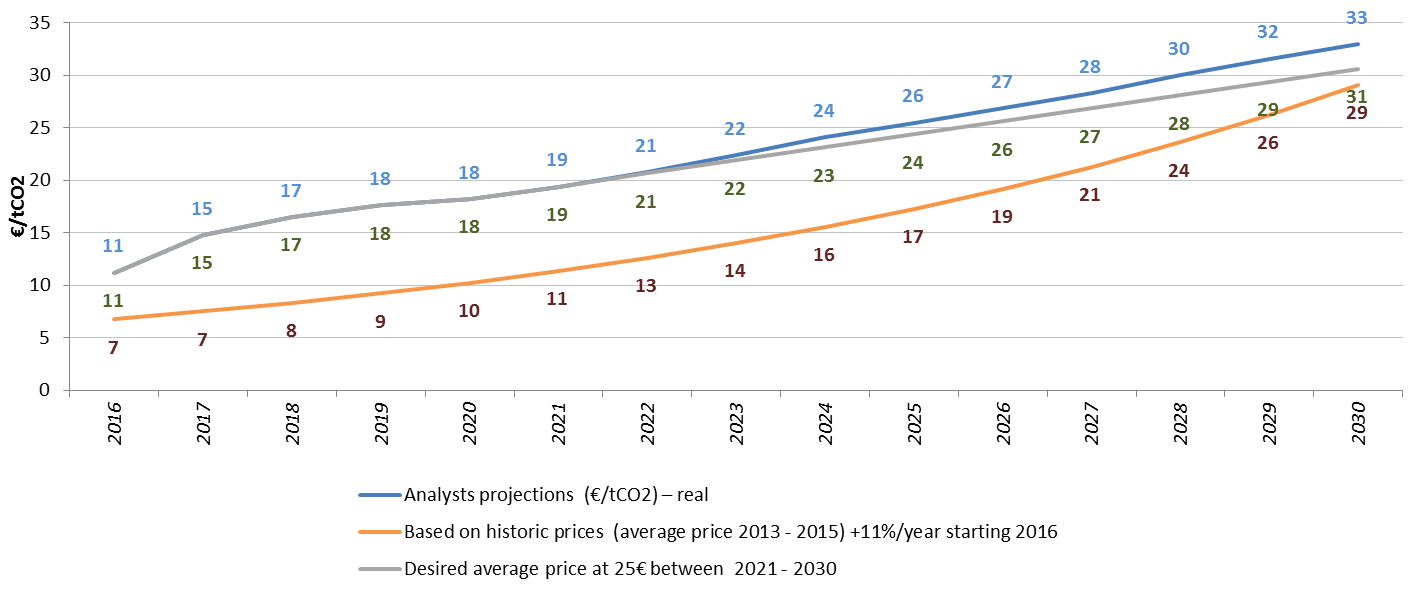 35
30
25
20
15
10
5
0
€/tCO2
11 15 17 18 18 19 21 22 24 26 27 28 30 32 33
11 15 17 18 18 19 21 22 23 24 26 27 28 29 31
7 7 8 9 10 11 13 14 16 17 19 21 24 26 29
2016 2017 2018 2019 2020 2021 2022 2023 2024 2025 2026 2027 2028 2029 2030
Analysts projections (€/tCO2) – real
Based on historic prices (average price 2013 - 2015) +11%/year starting 2016
Desired average price at 25€ between 2021 - 2030